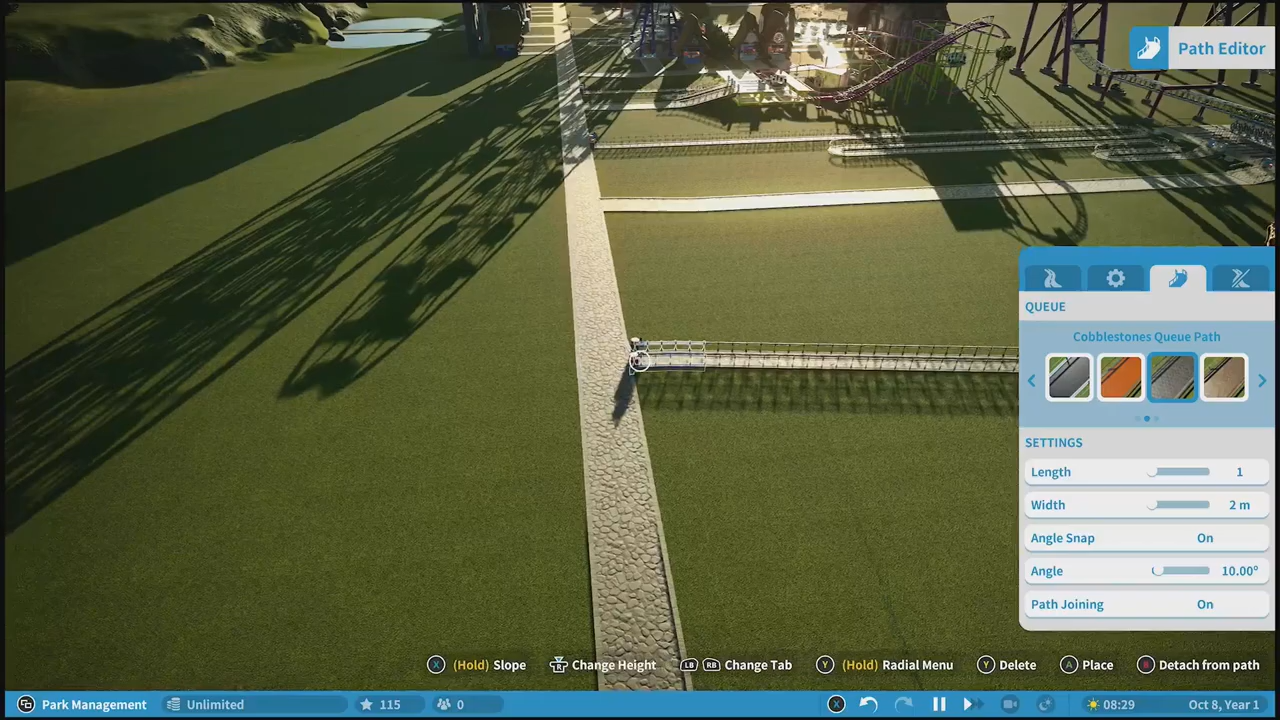 Path Editor
QUEUE
Cobblestones Queue Path
SETTINGS
Length 1
Width 2 m
Angle Snap On
Angle 10.00°
Path Joining On
X (Hold) Slope R Change Height LB RB Change Tab Y (Hold) Radial Menu Y Delete A Place B Detach from path
Park Management Unlimited 115 0 X 08:29 Oct 8, Year 1